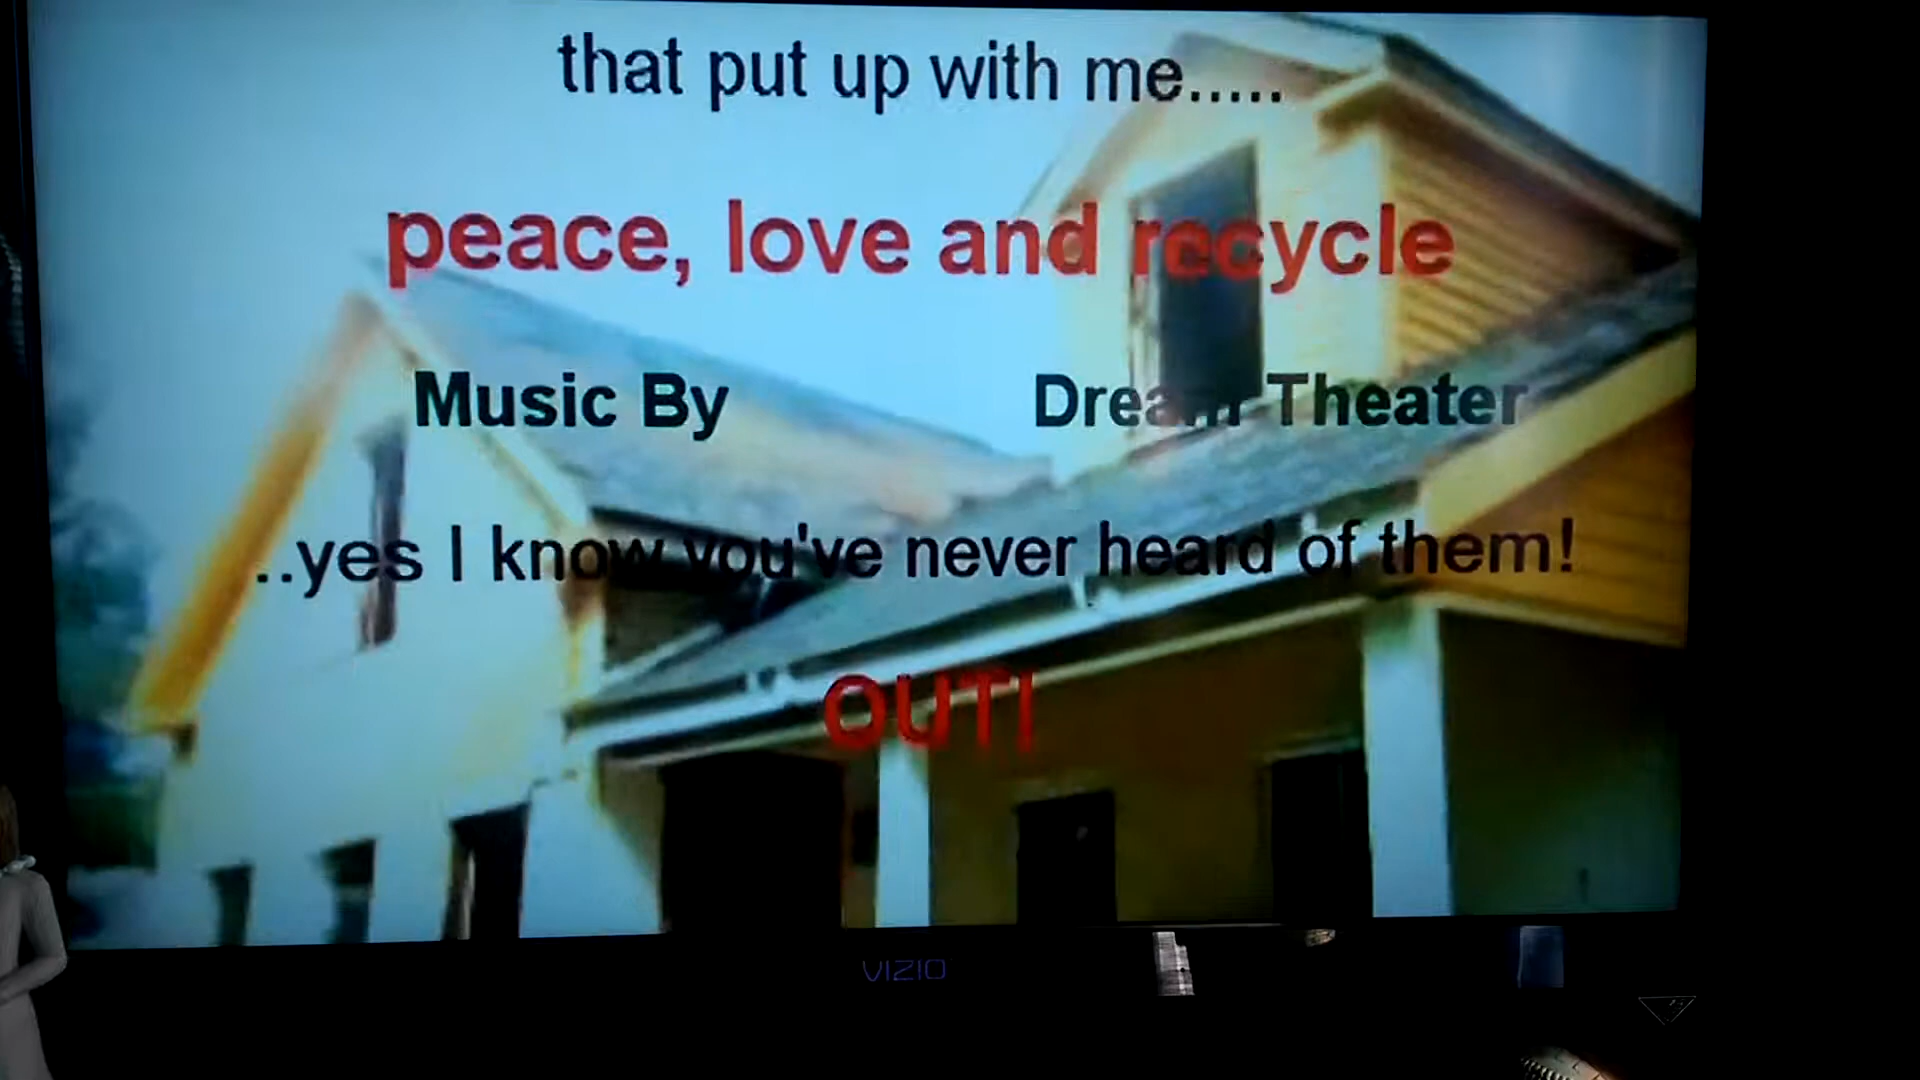 that put up with me.....
peace, love and recycle
Music By Dream Theater
..yes I know you've never heard of them!
OUT!
VIZIO